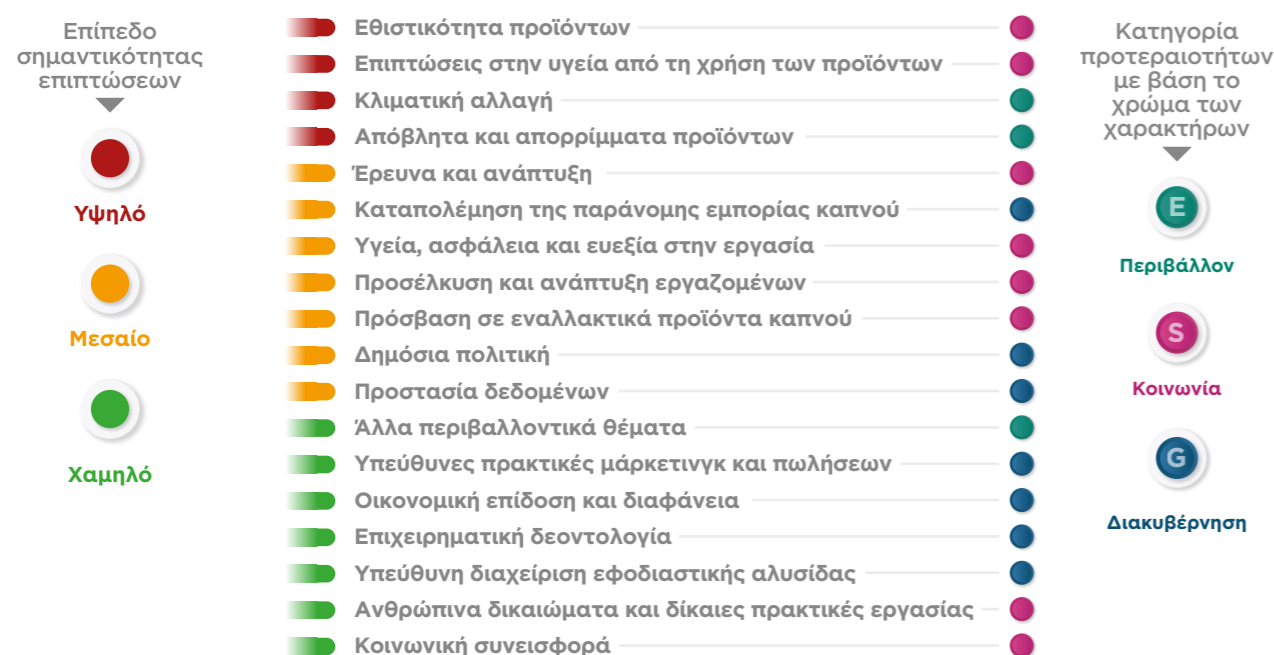 Επίπεδο
σημαντικότητας
επιπτώσεων
Υψηλό
Μεσαίο
Χαμηλό
Εθιστικότητα προϊόντων
Επιπτώσεις στην υγεία από τη χρήση των προϊόντων
Κλιματική αλλαγή
Απόβλητα και απορρίμματα προϊόντων
Έρευνα και ανάπτυξη
Καταπολέμηση της παράνομης εμπορίας καπνού
Υγεία, ασφάλεια και ευεξία στην εργασία
Προσέλκυση και ανάπτυξη εργαζομένων
Πρόσβαση σε εναλλακτικά προϊόντα καπνού
Δημόσια πολιτική
Προστασία δεδομένων
Άλλα περιβαλλοντικά θέματα
Υπεύθυνες πρακτικές μάρκετινγκ και πωλήσεων
Οικονομική επίδοση και διαφάνεια
Επιχειρηματική δεοντολογία
Υπεύθυνη διαχείριση εφοδιαστικής αλυσίδας
Ανθρώπινα δικαιώματα και δίκαιες πρακτικές εργασίας
Κοινωνική συνεισφορά
Κατηγορία
προτεραιοτήτων
με βάση το
χρώμα των
χαρακτήρων
E
Περιβάλλον
S
Κοινωνία
G
Διακυβέρνηση